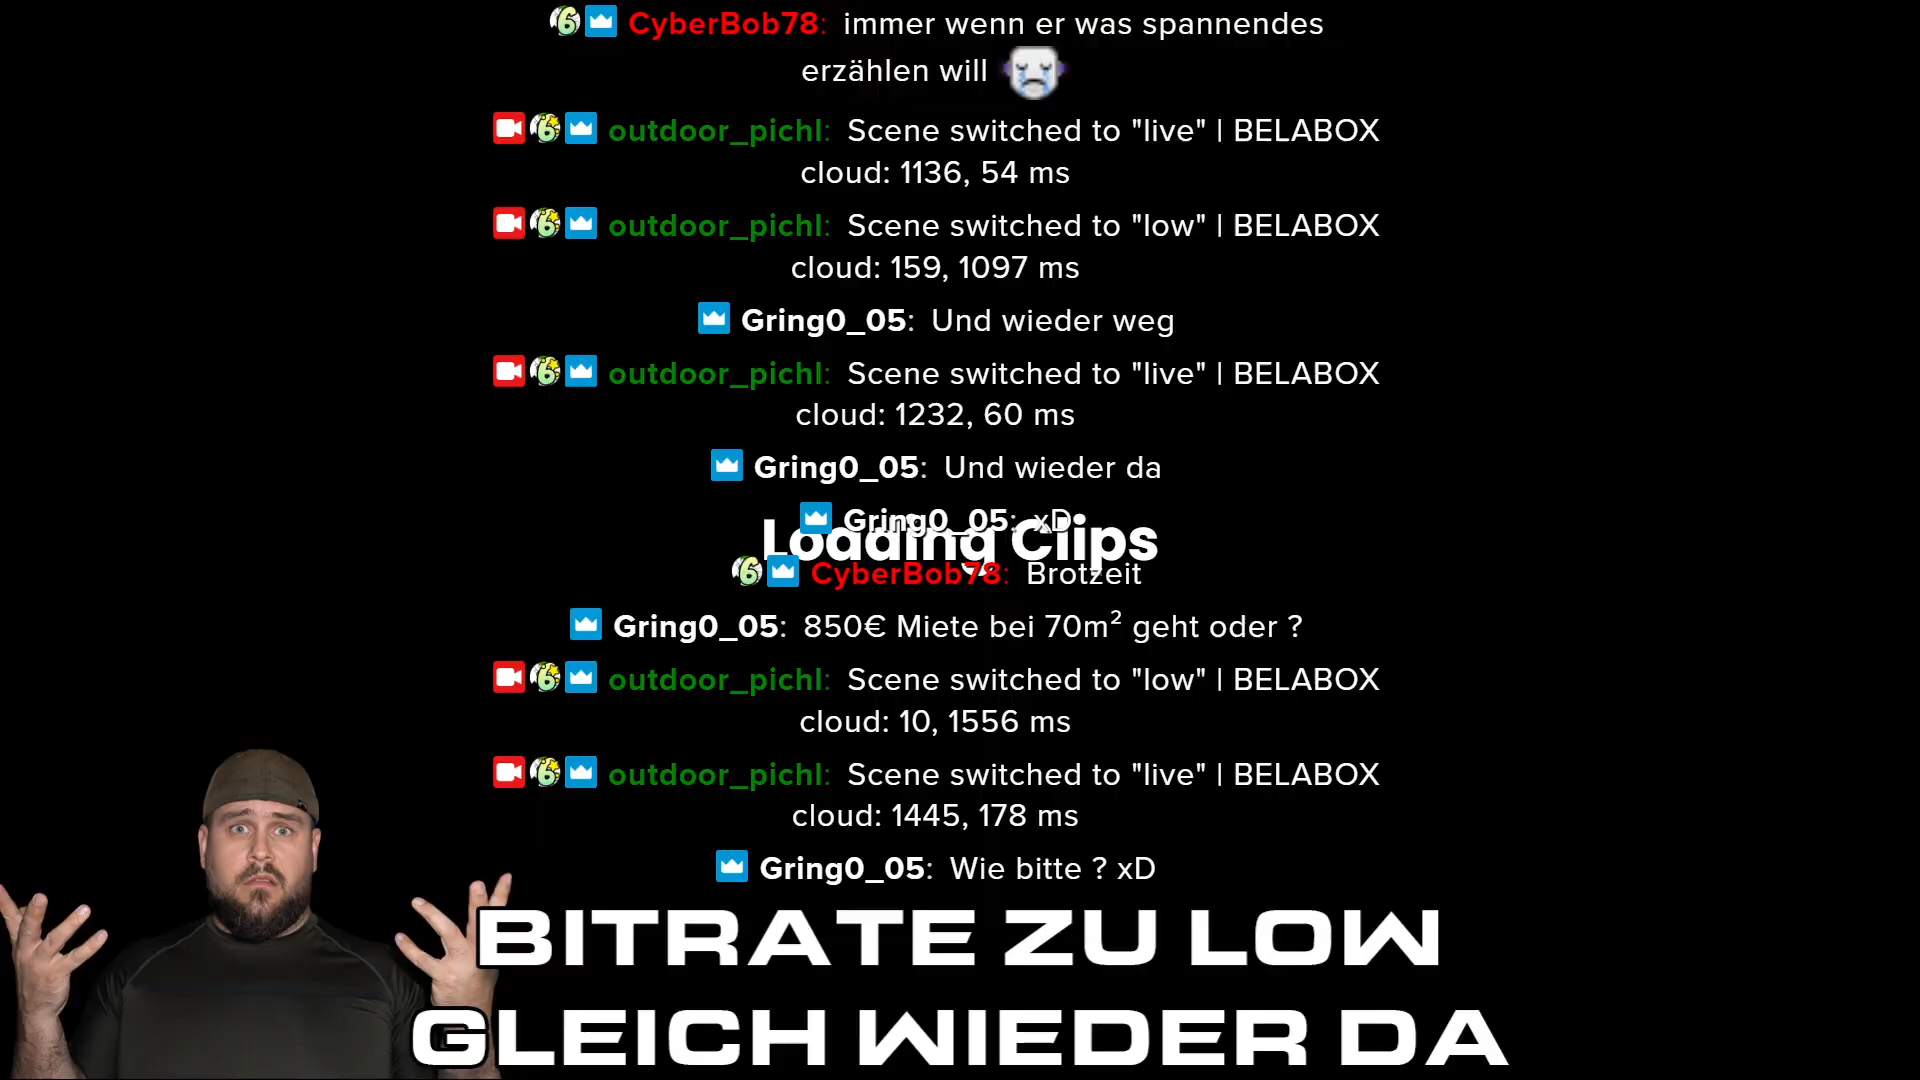 CyberBob78: immer wenn er was spannendes
erzählen will
outdoor_pichl: Scene switched to "live" | BELABOX
cloud: 1136, 54 ms
outdoor_pichl: Scene switched to "low" | BELABOX
cloud: 159, 1097 ms
Gring0_05: Und wieder weg
outdoor_pichl: Scene switched to "live" | BELABOX
cloud: 1232, 60 ms
Gring0_05: Und wieder da
Gring0_05: xD
Loading Clips
CyberBob78: Brotzeit
Gring0_05: 850€ Miete bei 70m² geht oder ?
outdoor_pichl: Scene switched to "low" | BELABOX
cloud: 10, 1556 ms
outdoor_pichl: Scene switched to "live" | BELABOX
cloud: 1445, 178 ms
Gring0_05: Wie bitte ? xD
BITRATE ZU LOW
GLEICH WIEDER DA